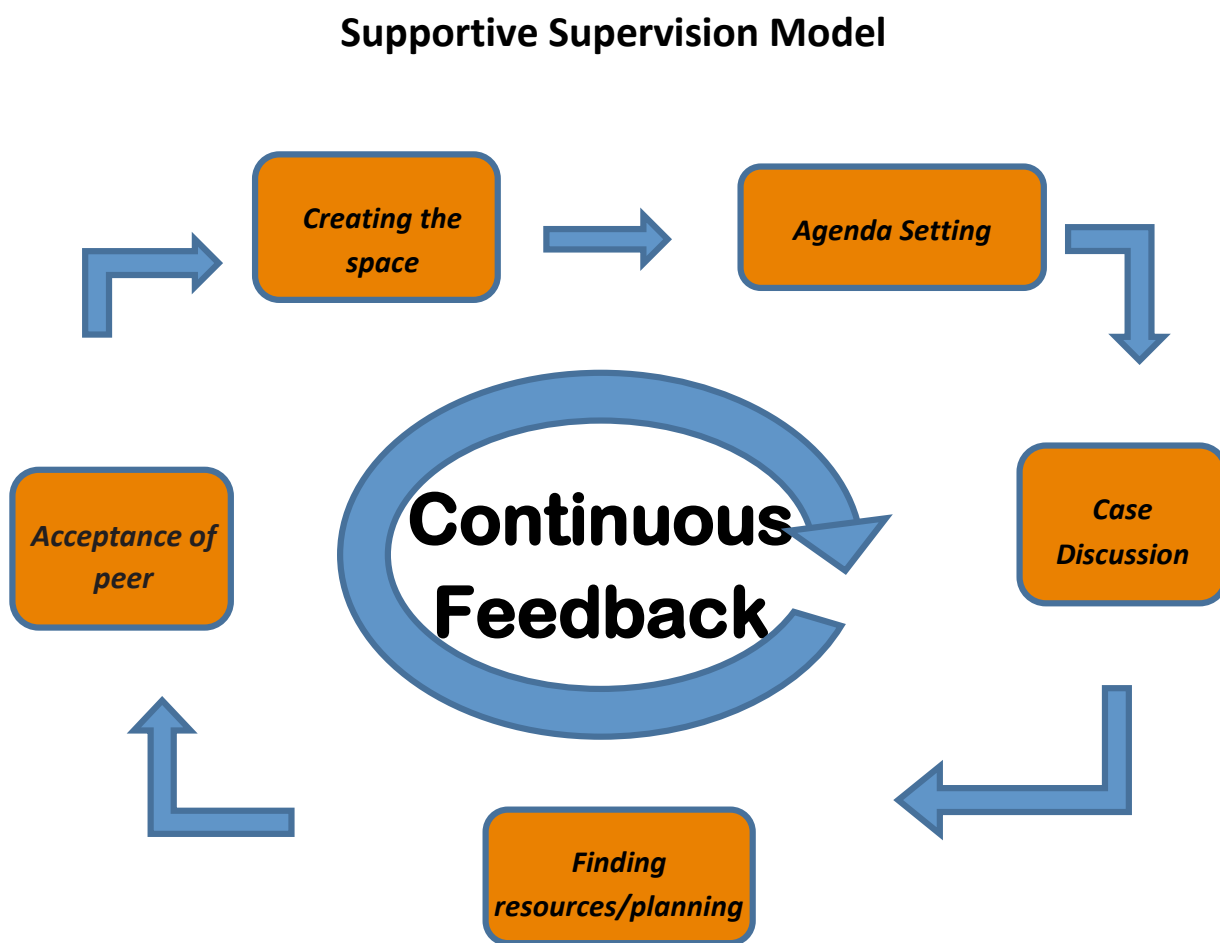 Supportive Supervision Model
Creating the
space
Agenda Setting
Case
Discussion
Finding
resources/planning
Acceptance of
peer
Continuous
Feedback